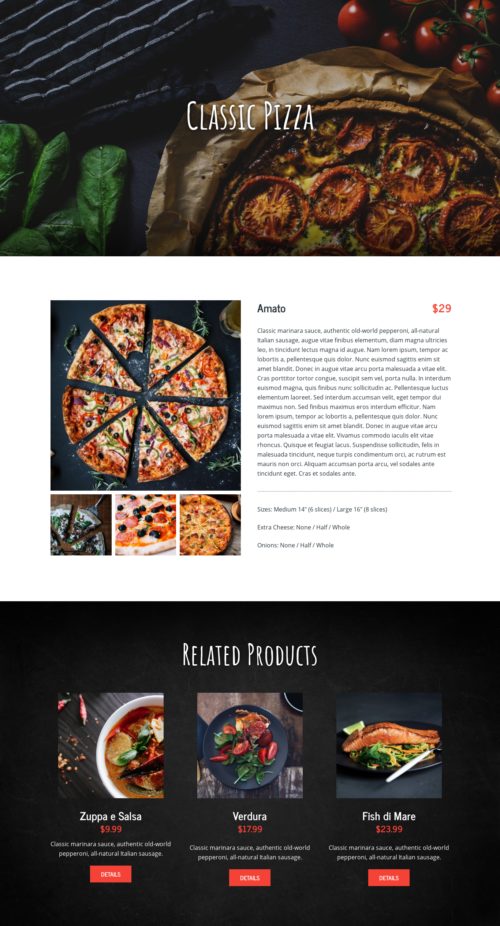 Classic Pizza
Amato
$29
Classic marinara sauce, authentic old-world pepperoni, all-natural
Italian sausage, augue vitae finibus elementum, diam magna ultricies
leo, in tincidunt lectus magna id augue. Nam lorem ipsum, tempor ac
lobortis a, pellentesque quis dolor. Nunc euismod sagittis enim sit
amet blandit. Donec in augue vitae arcu porta malesuada a vitae elit.
Cras porttitor tortor congue, suscipit sem vel, porta nulla. In interdum
euismod magna, quis finibus nunc sollicitudin ac. Pellentesque luctus
elementum laoreet. Sed interdum accumsan velit, eget tempor dui
maximus non. Sed finibus maximus eros interdum efficitur. Nam
lorem ipsum, tempor ac lobortis a, pellentesque quis dolor. Nunc
euismod sagittis enim sit amet blandit. Donec in augue vitae arcu
porta malesuada a vitae elit. Vivamus commodo iaculis elit vitae
rhoncus. Quisque et feugiat lacus. Suspendisse sollicitudin, felis in
malesuada tincidunt, neque turpis condimentum orci, ac rutrum est
mauris non orci. Aliquam accumsan porta arcu, vel sodales ante
tincidunt eget. Cras et sodales ante.
Sizes: Medium 14" (6 slices) / Large 16" (8 slices)
Extra Cheese: None / Half / Whole
Onions: None / Half / Whole
Related Products
Zuppa e Salsa
$9.99
Classic marinara sauce, authentic old-world
pepperoni, all-natural Italian sausage.
DETAILS
Verdura
$17.99
Classic marinara sauce, authentic old-world
pepperoni, all-natural Italian sausage.
DETAILS
Fish di Mare
$23.99
Classic marinara sauce, authentic old-world
pepperoni, all-natural Italian sausage.
DETAILS